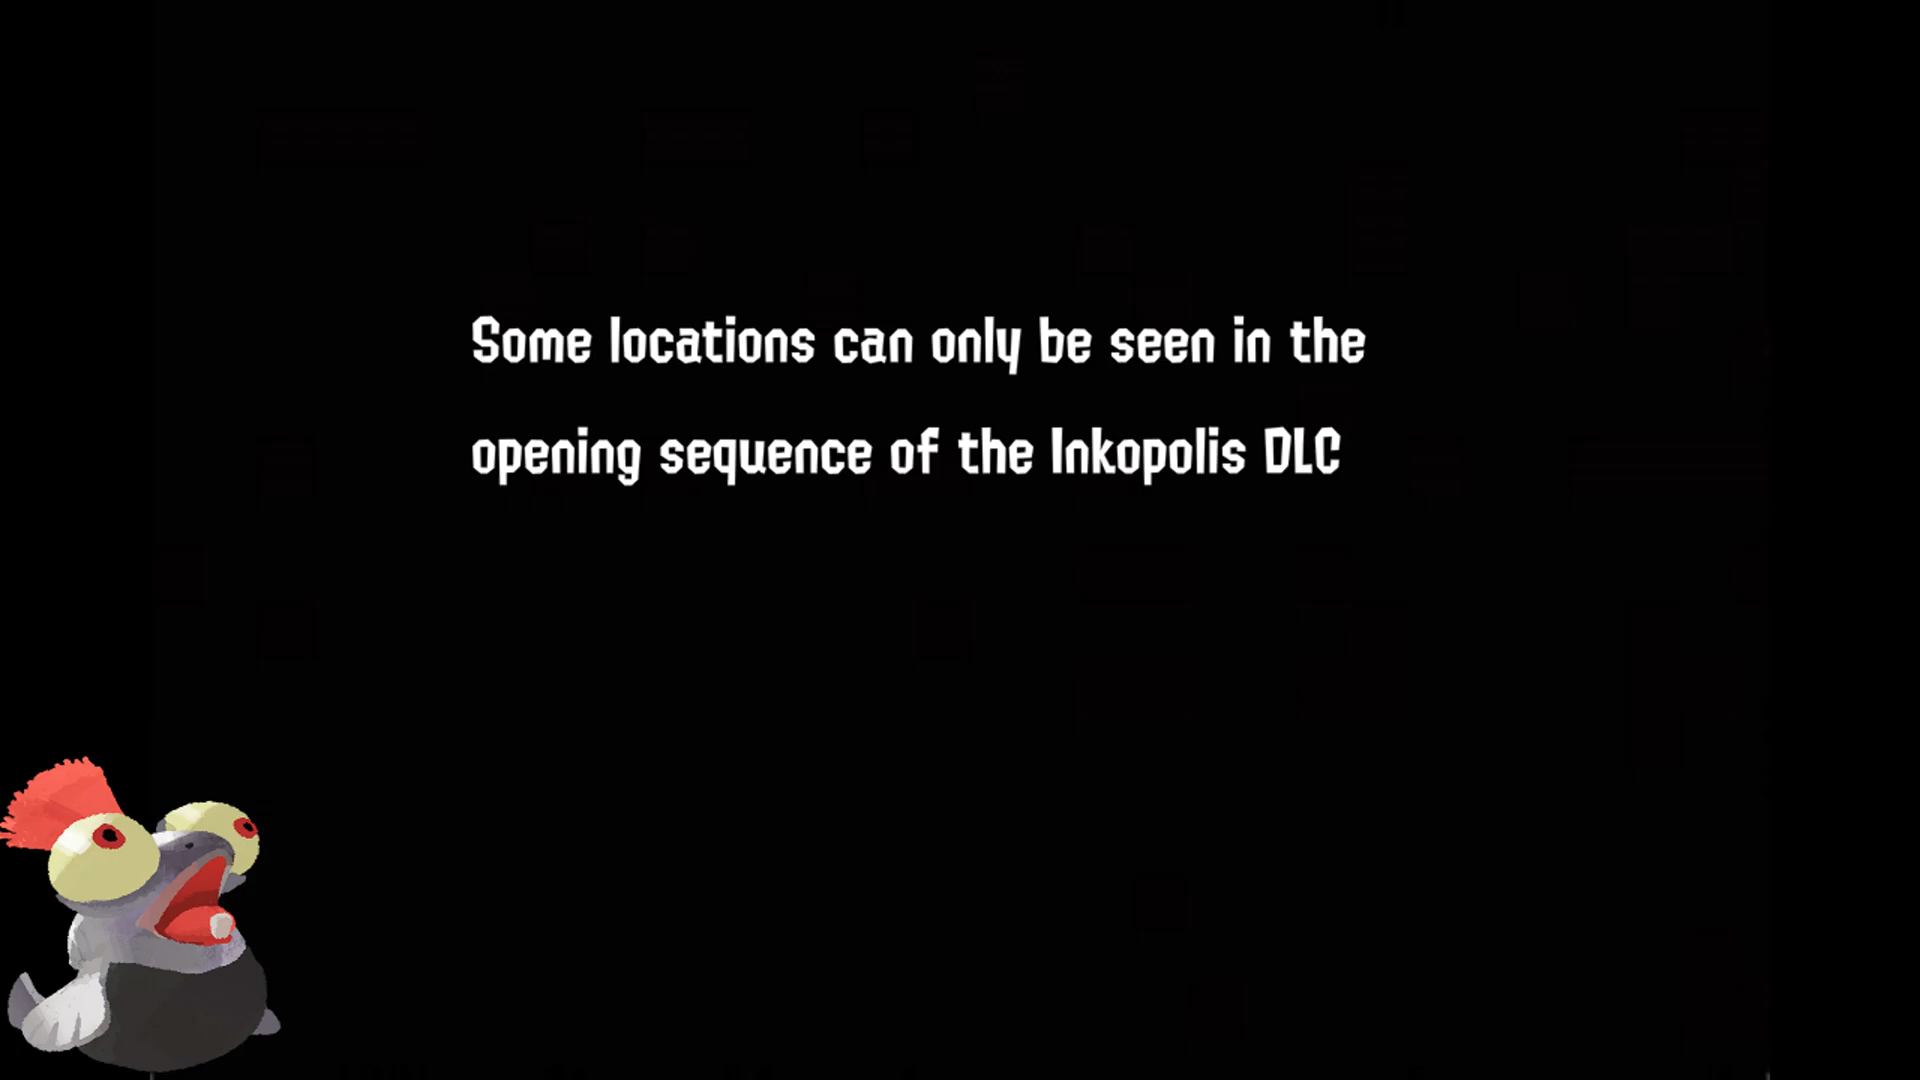 Some locations can only be seen in the
opening sequence of the Inkopolis DLC